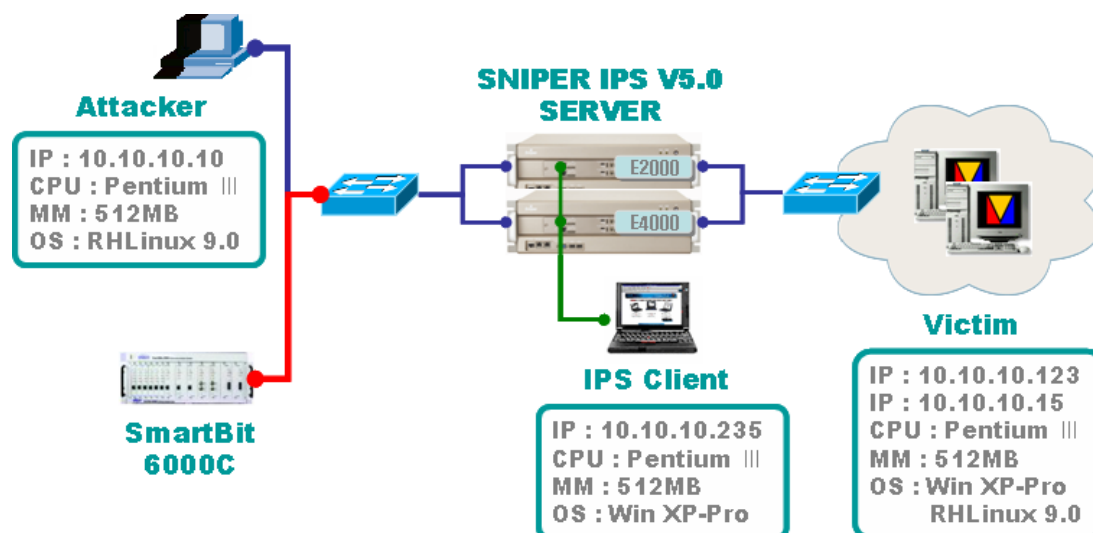 Attacker
IP : 10.10.10.10
CPU : Pentium Ⅲ
MM : 512MB
OS : RHLinux 9.0
SmartBit
6000C
SNIPER IPS V5.0
SERVER
E2000
E4000
IPS Client
IP : 10.10.10.235
CPU : Pentium Ⅲ
MM : 512MB
OS : Win XP-Pro
Victim
IP : 10.10.10.123
IP : 10.10.10.15
CPU : Pentium Ⅲ
MM : 512MB
OS : Win XP-Pro
RHLinux 9.0